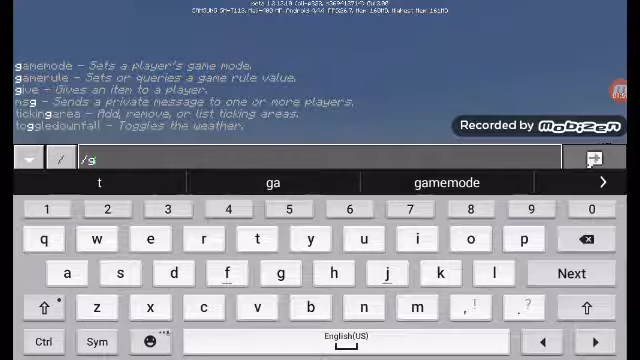 gamemode - Sets a player's game mode.
gamerule - Sets or queries a game rule value.
give - Gives an item to a player.
msg - Sends a private message to one or more players.
tickingarea - Add, remove, or list ticking areas.
toggledownfall - Toggles the weather.
Recorded by mobizen
/ /g
t ga gamemode
1 2 3 4 5 6 7 8 9 0
q w e r t y u i o p
a s d f g h j k l Next
z x c v b n m , ! . ?
Ctrl Sym English(US)